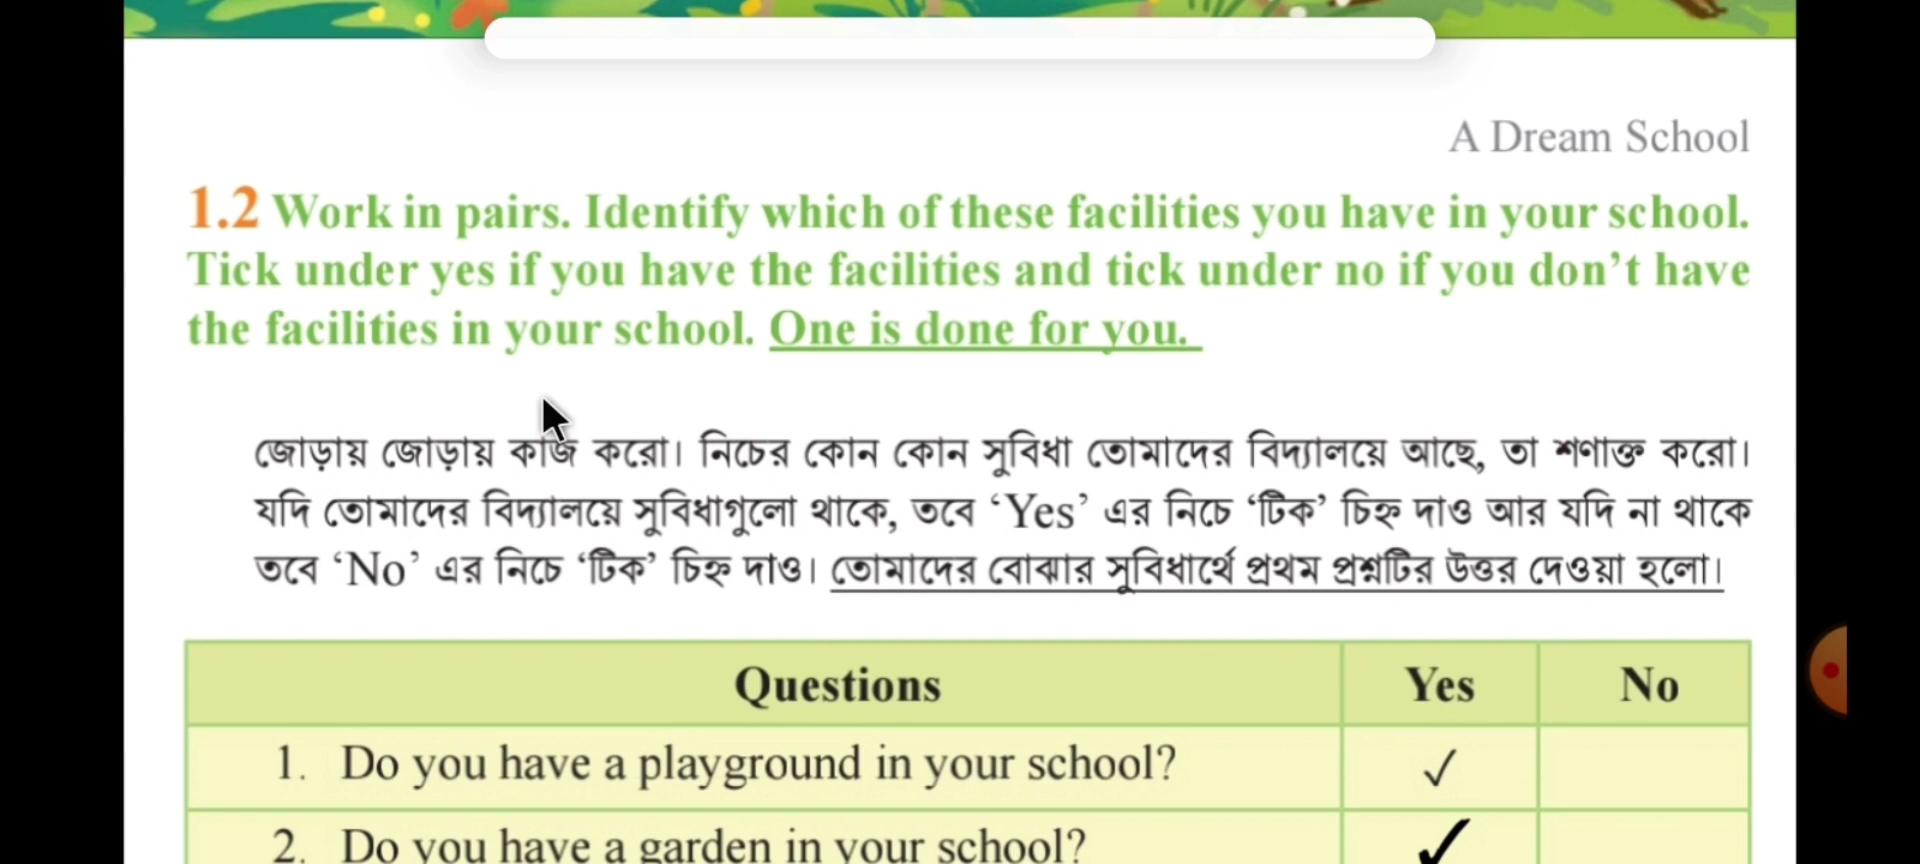 A Dream School
1.2 Work in pairs. Identify which of these facilities you have in your school.
Tick under yes if you have the facilities and tick under no if you don’t have
the facilities in your school. One is done for you.
জোড়ায় জোড়ায় কাজ করো। নিচের কোন কোন সুবিধা তোমাদের বিদ্যালয়ে আছে, তা শণাক্ত করো।
যদি তোমাদের বিদ্যালয়ে সুবিধাগুলো থাকে, তবে ‘Yes’ এর নিচে ‘টিক’ চিহ্ন দাও আর যদি না থাকে
তবে ‘No’ এর নিচে ‘টিক’ চিহ্ন দাও। তোমাদের বোঝার সুবিধার্থে প্রথম প্রশ্নটির উত্তর দেওয়া হলো।
Questions Yes No
1. Do you have a playground in your school? ✓
2. Do you have a garden in your school? ✓